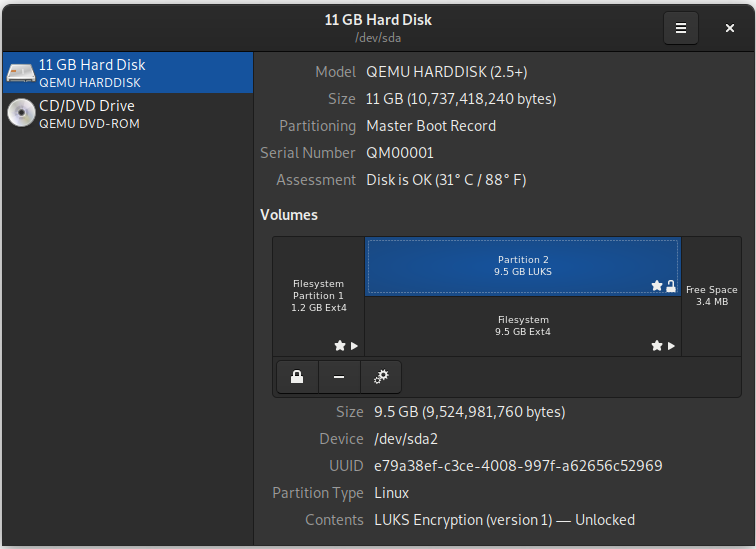 11 GB Hard Disk
/dev/sda
11 GB Hard Disk
QEMU HARDDISK
CD/DVD Drive
QEMU DVD-ROM
Model QEMU HARDDISK (2.5+)
Size 11 GB (10,737,418,240 bytes)
Partitioning Master Boot Record
Serial Number QM00001
Assessment Disk is OK (31° C / 88° F)
Volumes
Filesystem
Partition 1
1.2 GB Ext4
Partition 2
9.5 GB LUKS
Filesystem
9.5 GB Ext4
Free Space
3.4 MB
Size 9.5 GB (9,524,981,760 bytes)
Device /dev/sda2
UUID e79a38ef-c3ce-4008-997f-a62656c52969
Partition Type Linux
Contents LUKS Encryption (version 1) — Unlocked